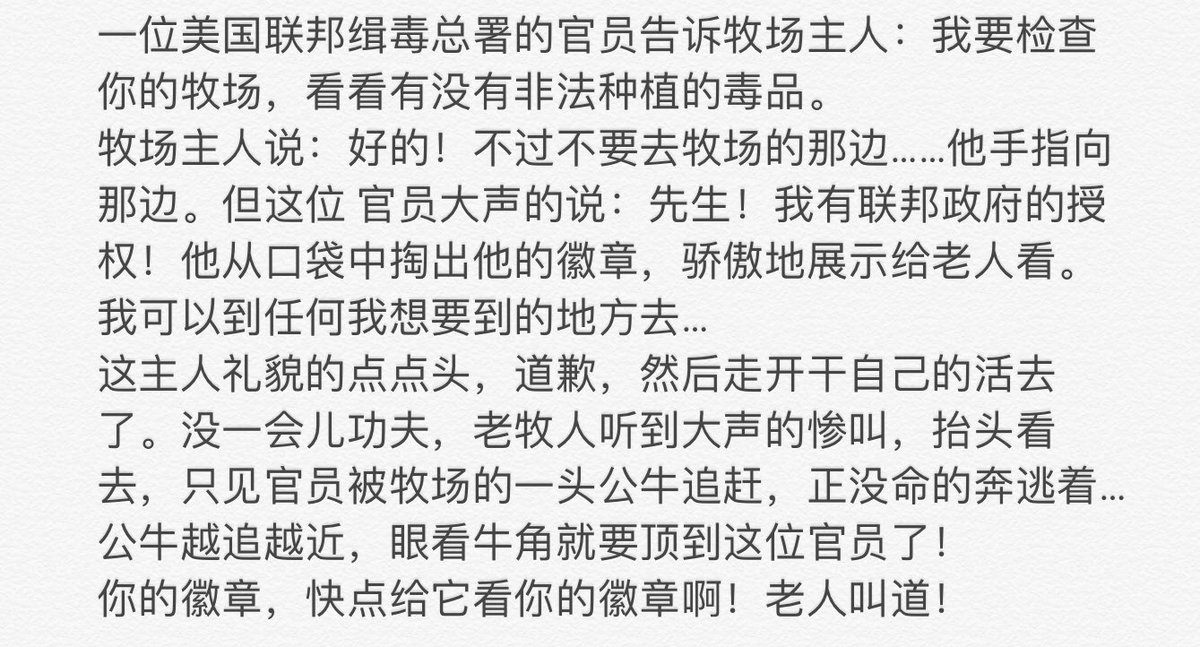 一位美国联邦缉毒总署的官员告诉牧场主人：我要检查
你的牧场，看看有没有非法种植的毒品。
牧场主人说：好的！不过不要去牧场的那边……他手指向
那边。但这位 官员大声的说：先生！我有联邦政府的授
权！他从口袋中掏出他的徽章，骄傲地展示给老人看。
我可以到任何我想要到的地方去…
这主人礼貌的点点头，道歉，然后走开干自己的活去
了。没一会儿功夫，老牧人听到大声的惨叫，抬头看
去，只见官员被牧场的一头公牛追赶，正没命的奔逃着…
公牛越追越近，眼看牛角就要顶到这位官员了！
你的徽章，快点给它看你的徽章啊！老人叫道！